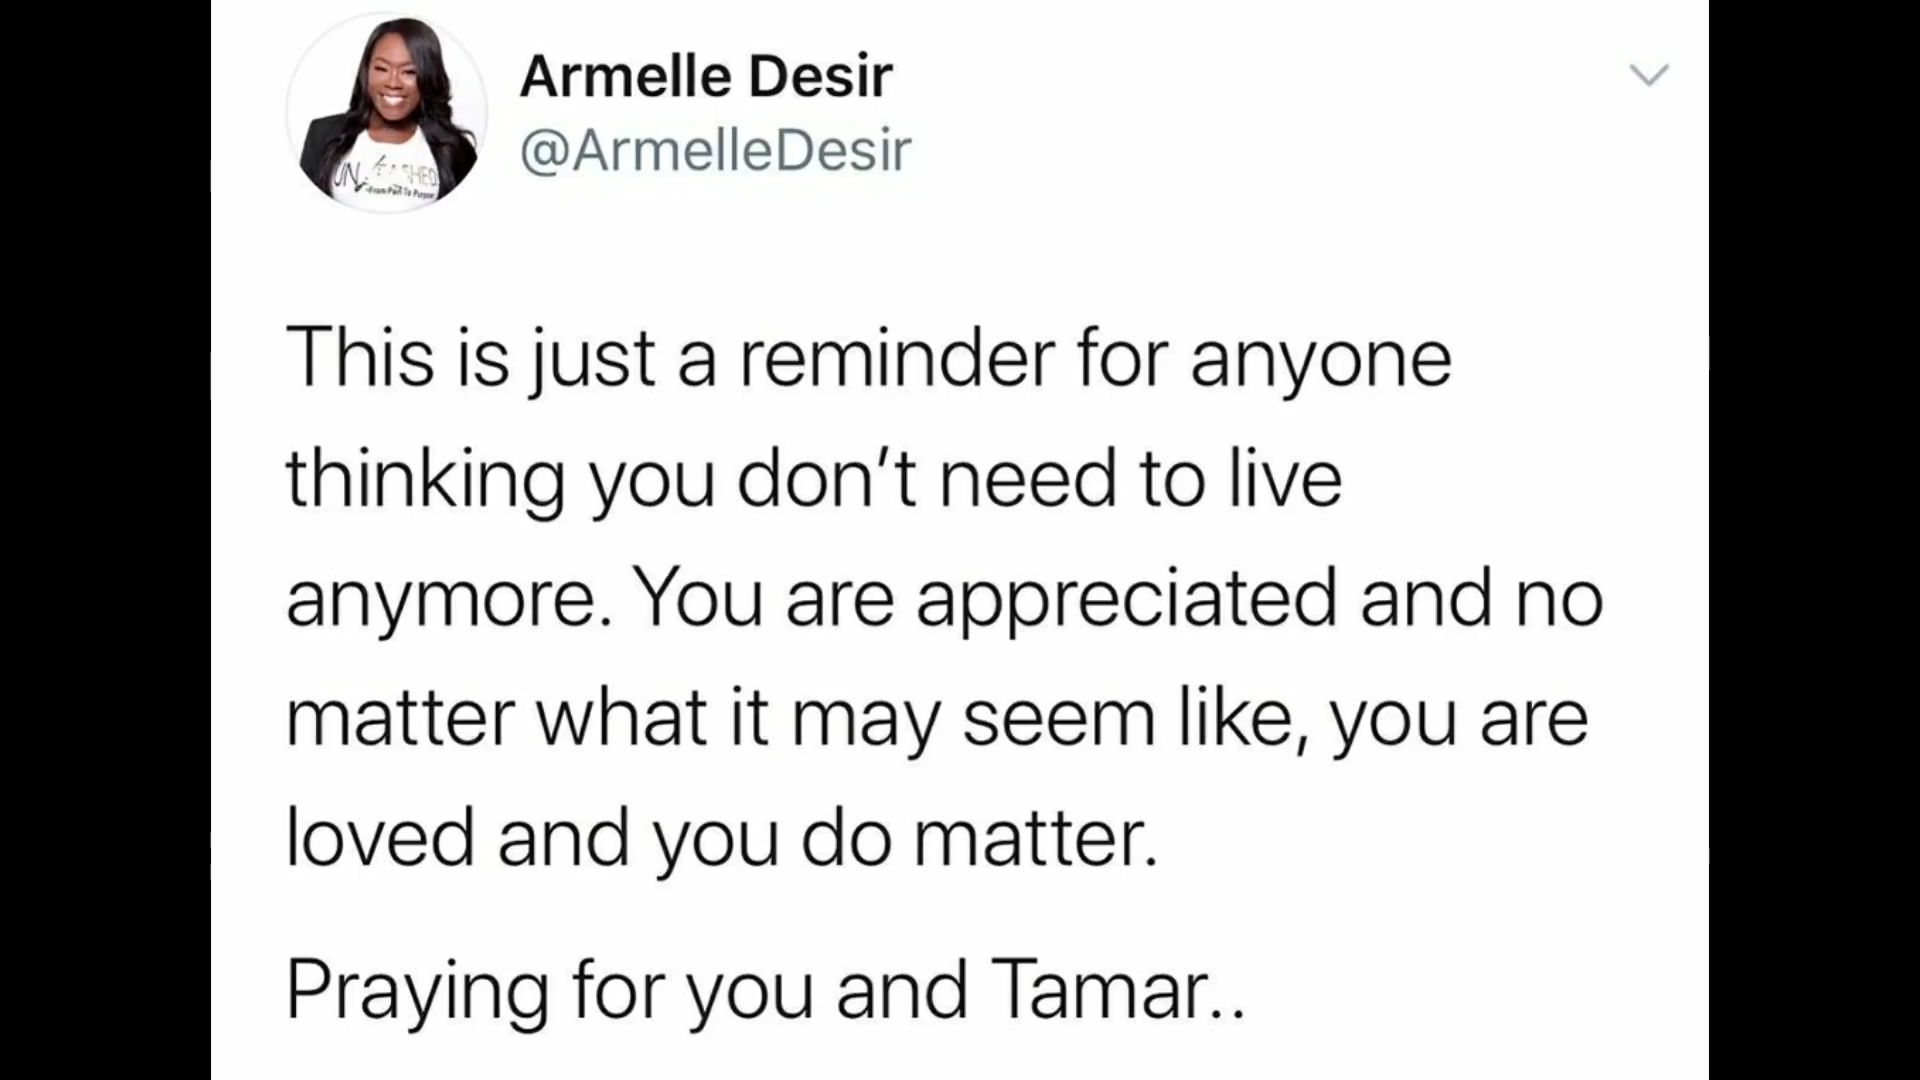 Armelle Desir
@ArmelleDesir
This is just a reminder for anyone
thinking you don’t need to live
anymore. You are appreciated and no
matter what it may seem like, you are
loved and you do matter.
Praying for you and Tamar..